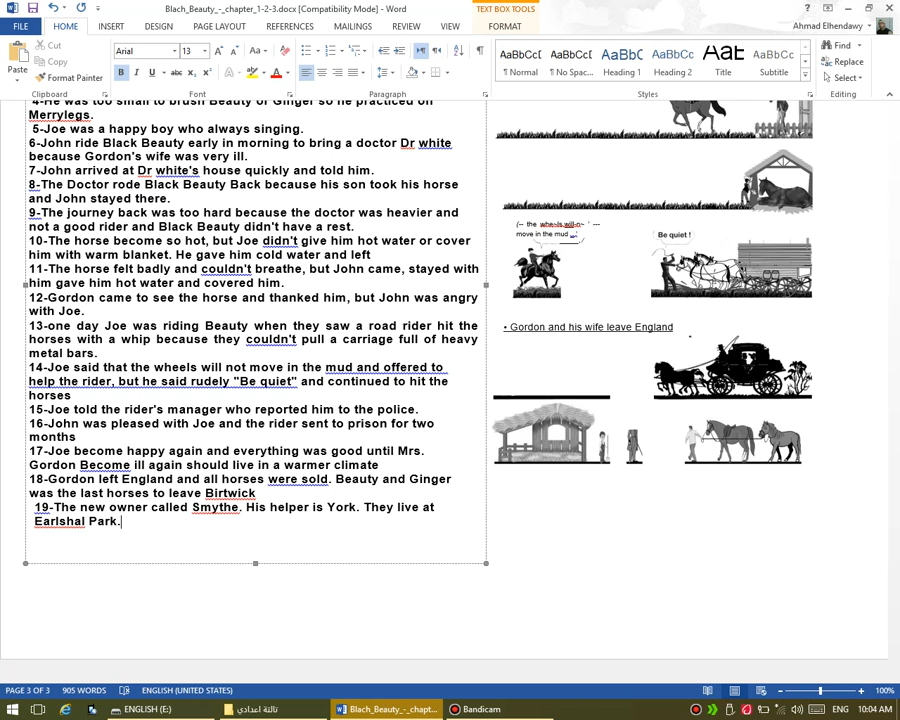 Blach_Beauty_-_chapter_1-2-3.docx [Compatibility Mode] - Word
TEXT BOX TOOLS
FILE HOME INSERT DESIGN PAGE LAYOUT REFERENCES MAILINGS REVIEW VIEW FORMAT
Ahmad Elhendawy
Paste
Cut
Copy
Format Painter
Clipboard
Arial 13
Font
Paragraph
AaBbCcI AaBbCcI AaBbC AaBbCc AaBt AaBbCc
¶ Normal ¶ No Spac... Heading 1 Heading 2 Title Subtitle
Styles
Find
Replace
Select
Editing
4-He was too small to brush Beauty or Ginger so he practiced on
Merrylegs.
5-Joe was a happy boy who always singing.
6-John ride Black Beauty early in morning to bring a doctor Dr white
because Gordon's wife was very ill.
7-John arrived at Dr white's house quickly and told him.
8-The Doctor rode Black Beauty Back because his son took his horse
and John stayed there.
9-The journey back was too hard because the doctor was heavier and
not a good rider and Black Beauty didn't have a rest.
10-The horse become so hot, but Joe didn't give him hot water or cover
him with warm blanket. He gave him cold water and left
11-The horse felt badly and couldn't breathe, but John came, stayed with
him gave him hot water and covered him.
12-Gordon came to see the horse and thanked him, but John was angry
with Joe.
13-one day Joe was riding Beauty when they saw a road rider hit the
horses with a whip because they couldn't pull a carriage full of heavy
metal bars.
14-Joe said that the wheels will not move in the mud and offered to
help the rider, but he said rudely "Be quiet" and continued to hit the
horses
15-Joe told the rider's manager who reported him to the police.
16-John was pleased with Joe and the rider sent to prison for two
months
17-Joe become happy again and everything was good until Mrs.
Gordon Become ill again should live in a warmer climate
18-Gordon left England and all horses were sold. Beauty and Ginger
was the last horses to leave Birtwick
19-The new owner called Smythe. His helper is York. They live at
Earlshal Park.
the
move in the mud
Be quiet !
• Gordon and his wife leave England
PAGE 3 OF 3 905 WORDS ENGLISH (UNITED STATES) 100%
ENGLISH (E:)
تالتة اعدادي
Blach_Beauty_-_chapt...
Bandicam
ENG 10:04 AM